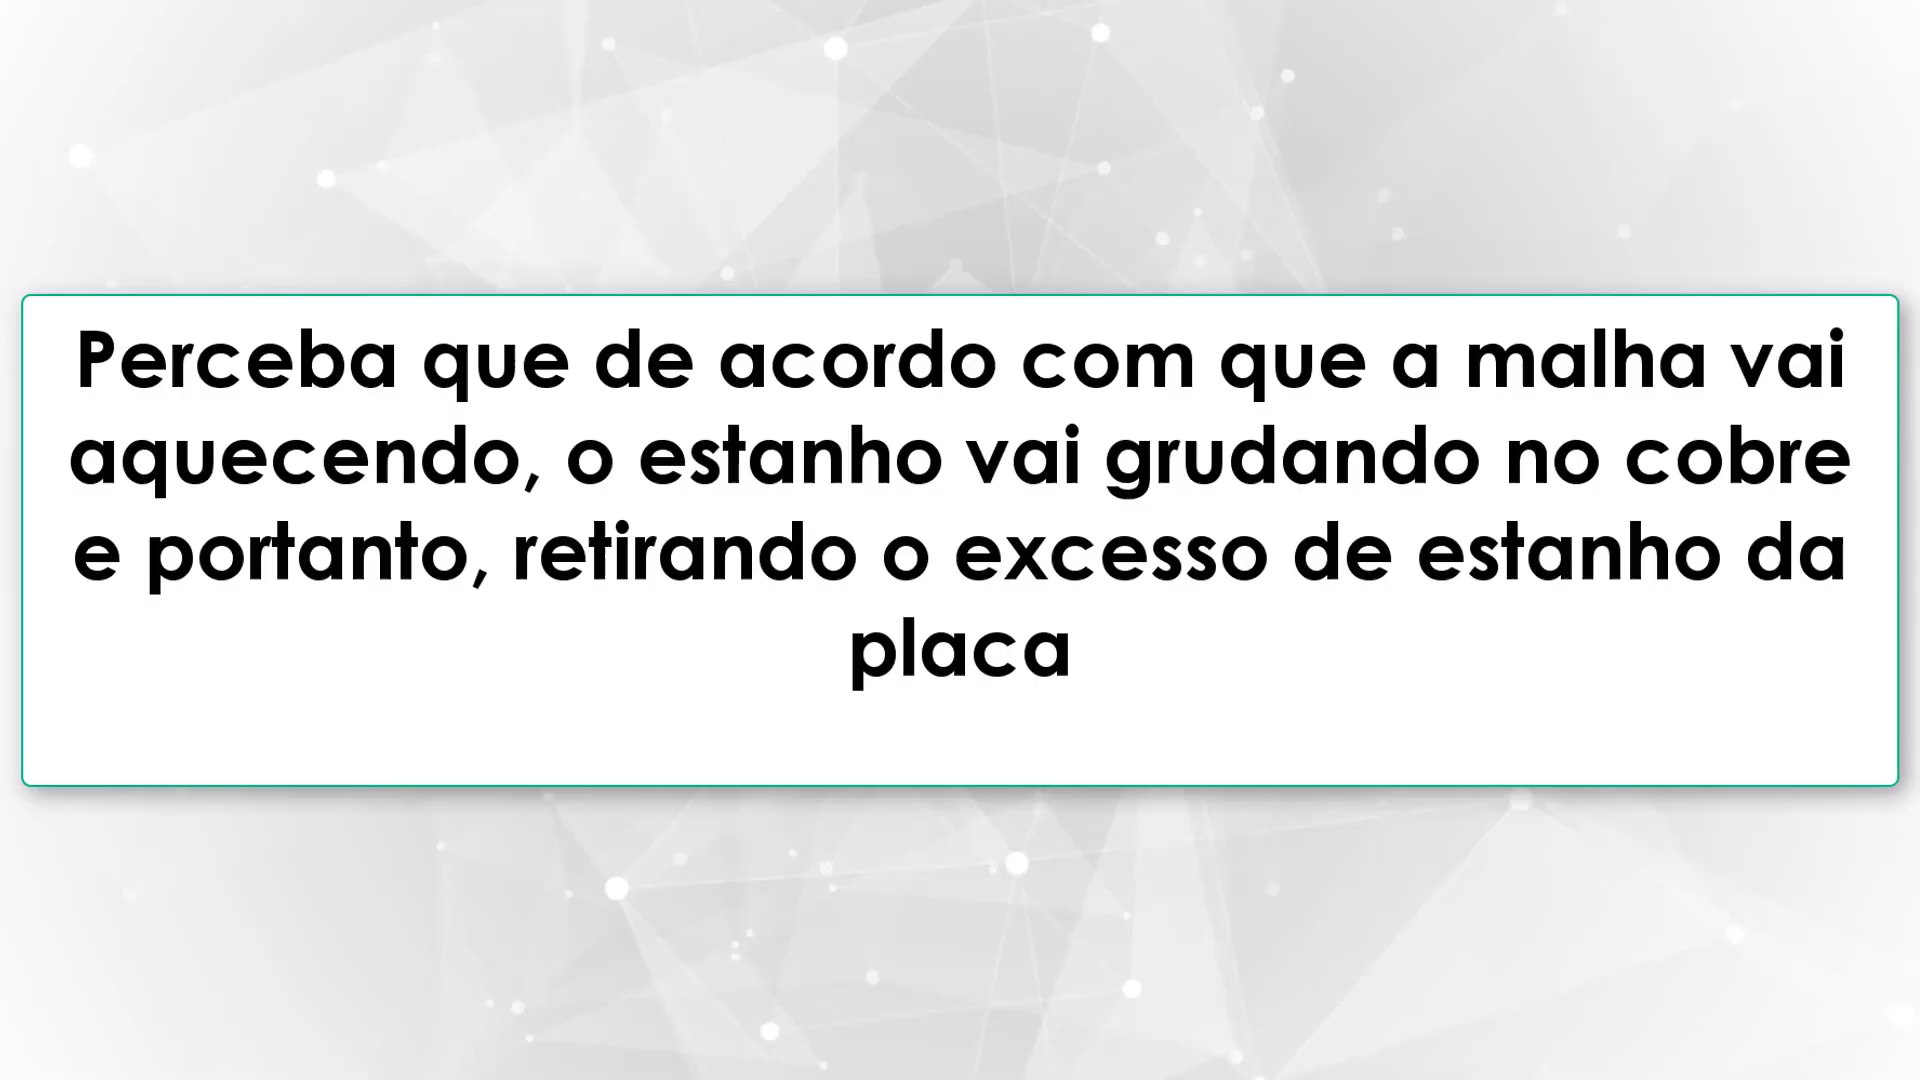 Perceba que de acordo com que a malha vai
aquecendo, o estanho vai grudando no cobre
e portanto, retirando o excesso de estanho da
placa